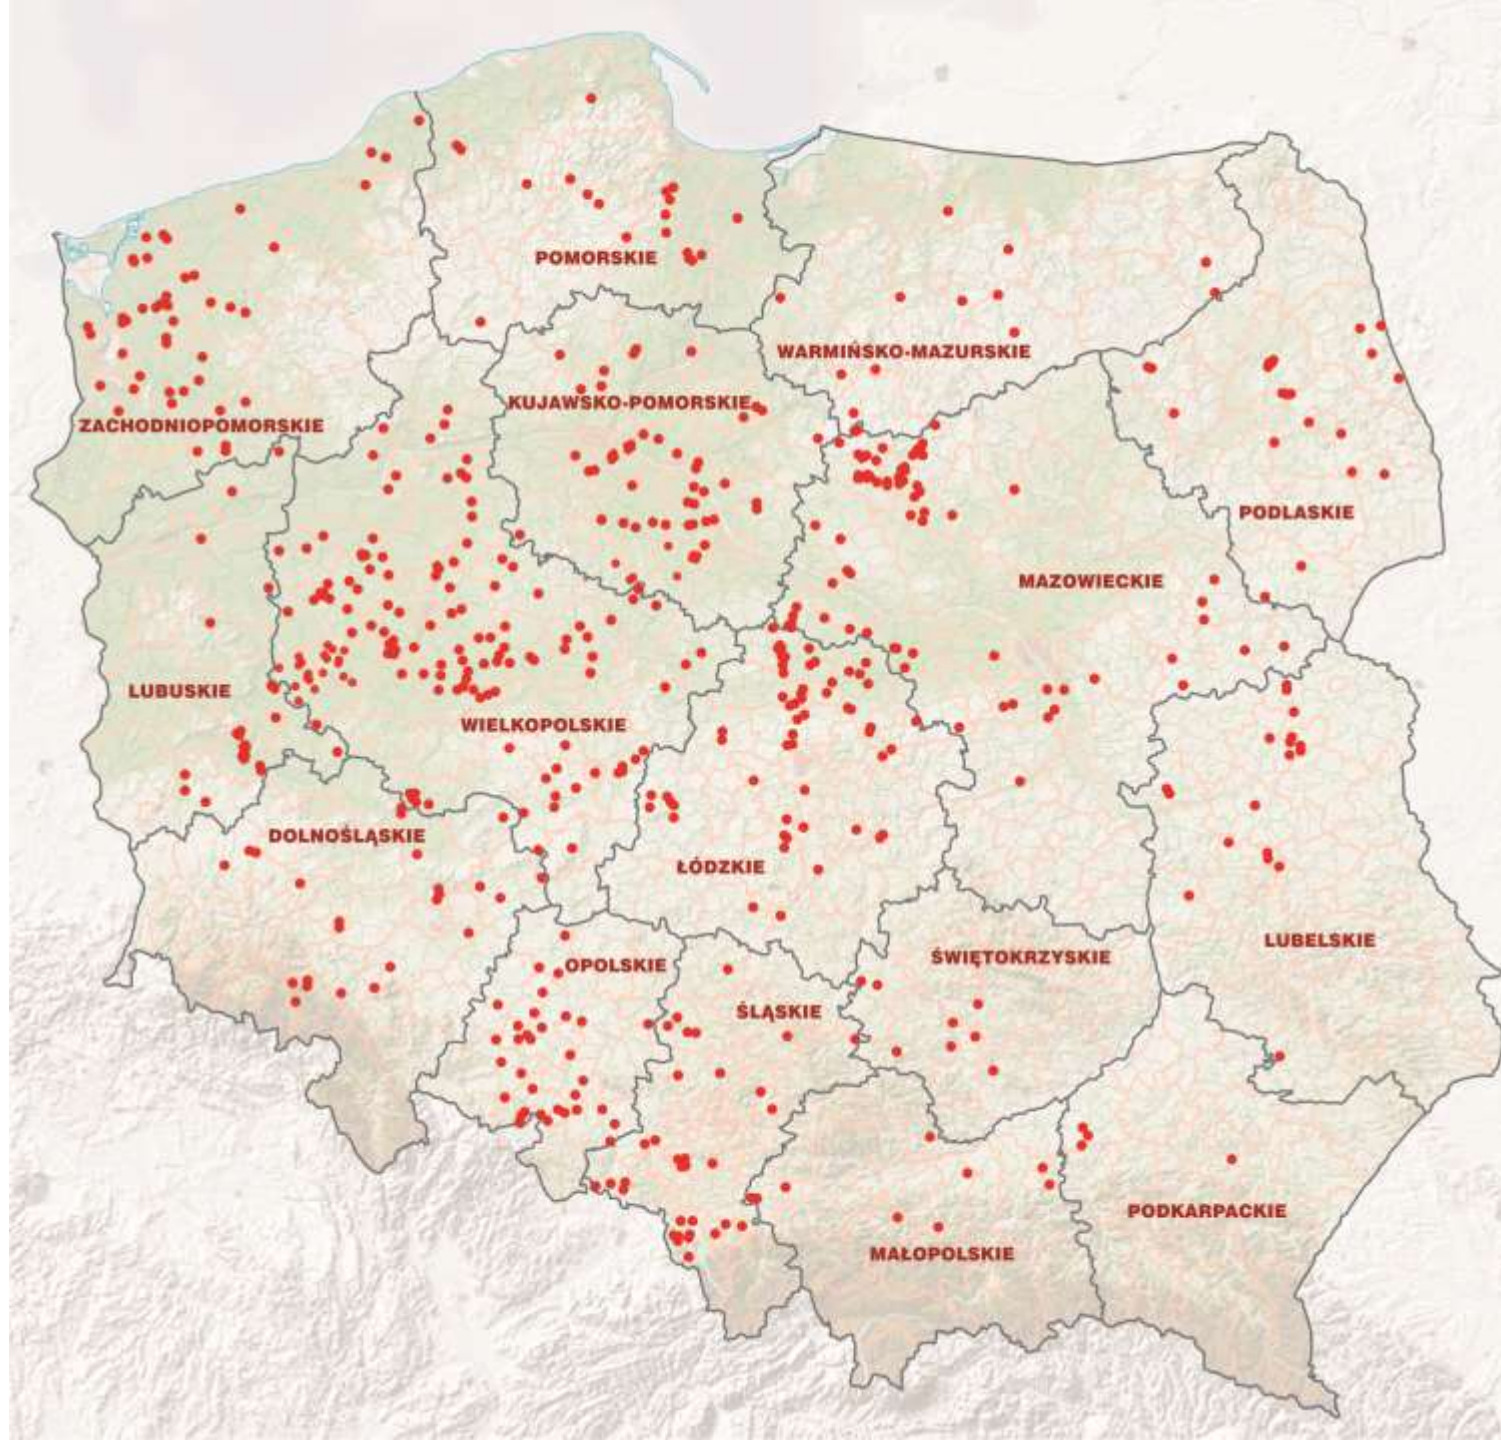 POMORSKIE
WARMIŃSKO-MAZURSKIE
KUJAWSKO-POMORSKIE
ZACHODNIOPOMORSKIE
PODLASKIE
MAZOWIECKIE
LUBUSKIE
WIELKOPOLSKIE
DOLNOŚLĄSKIE
ŁÓDZKIE
LUBELSKIE
ŚWIĘTOKRZYSKIE
OPOLSKIE
ŚLĄSKIE
PODKARPACKIE
MAŁOPOLSKIE